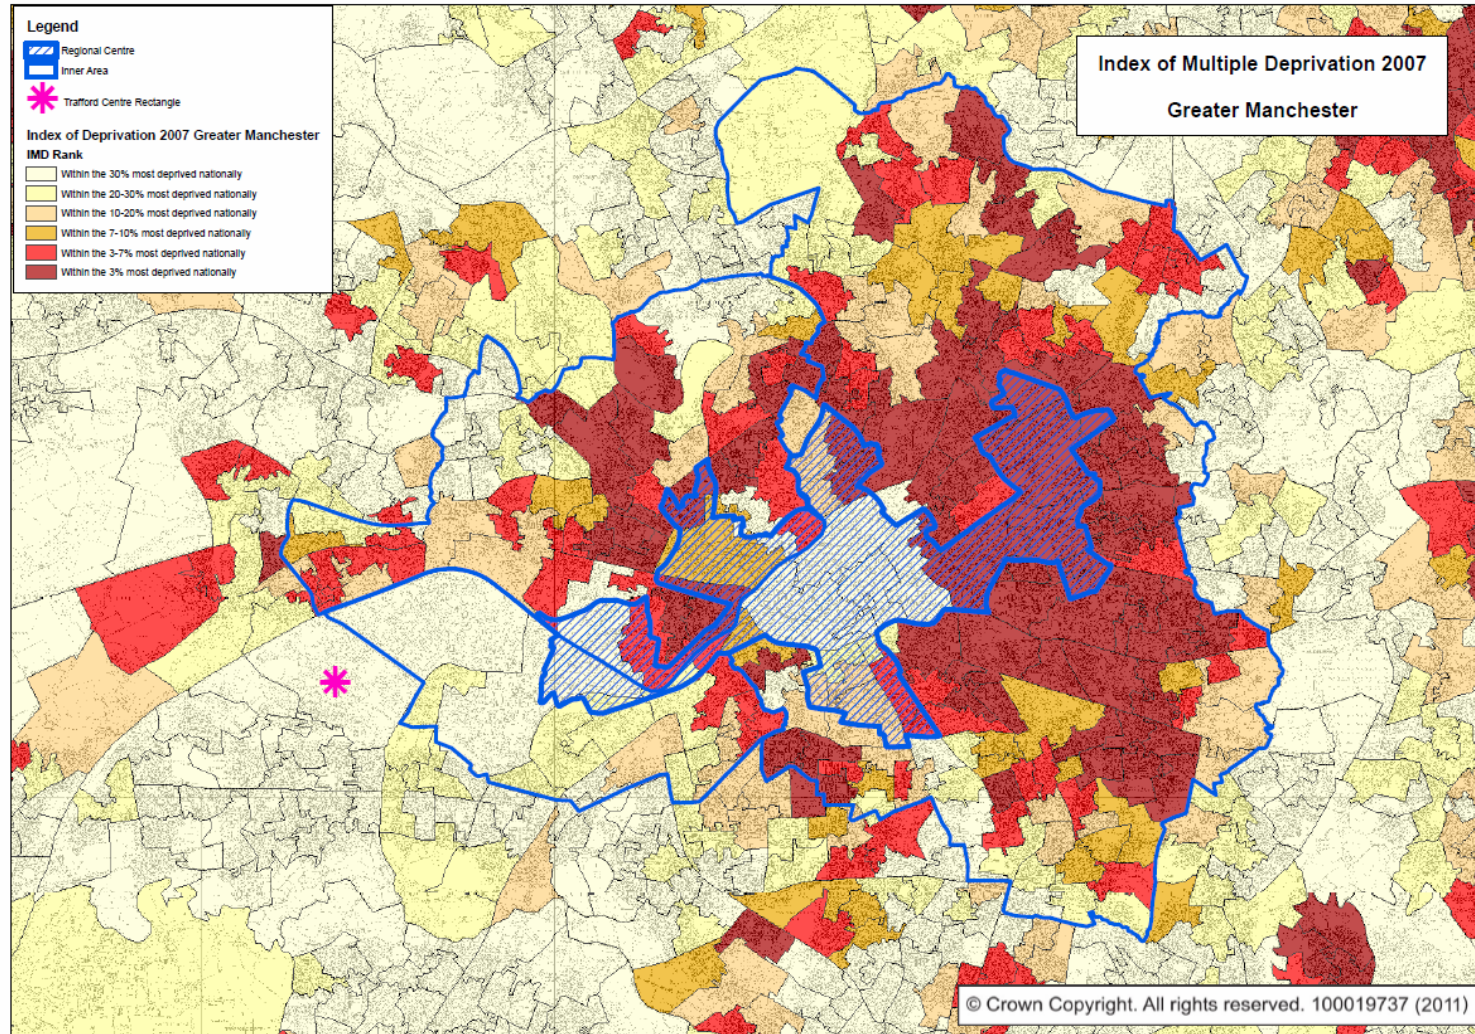 Legend
Regional Centre
Inner Area
Trafford Centre Rectangle
Index of Deprivation 2007 Greater Manchester
IMD Rank
Within the 30% most deprived nationally
Within the 20-30% most deprived nationally
Within the 10-20% most deprived nationally
Within the 7-10% most deprived nationally
Within the 3-7% most deprived nationally
Within the 3% most deprived nationally
Index of Multiple Deprivation 2007
Greater Manchester
© Crown Copyright. All rights reserved. 100019737 (2011)